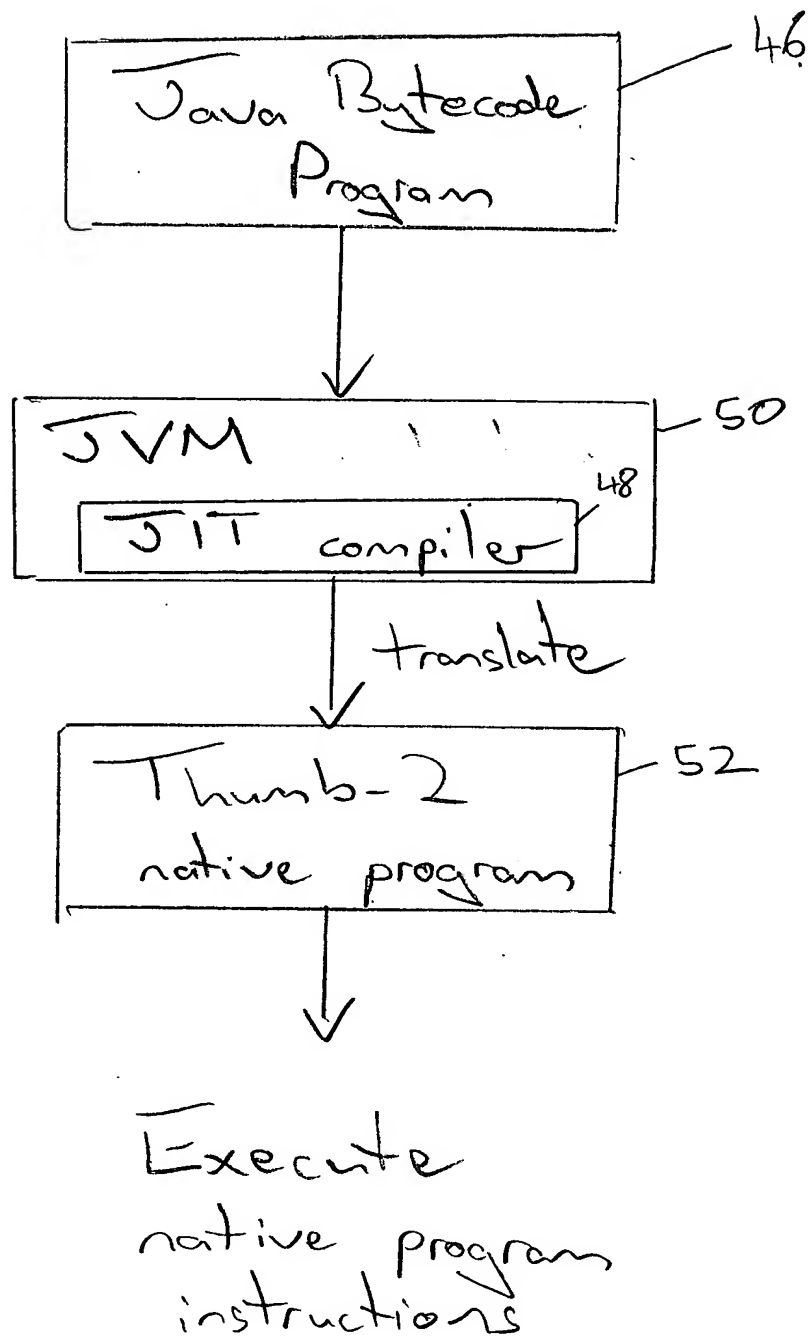 46
Java Bytecode
Program
JVM
50
48
JIT compiler
translate
Thumb-2
52
native program
Execute
native program
instructions